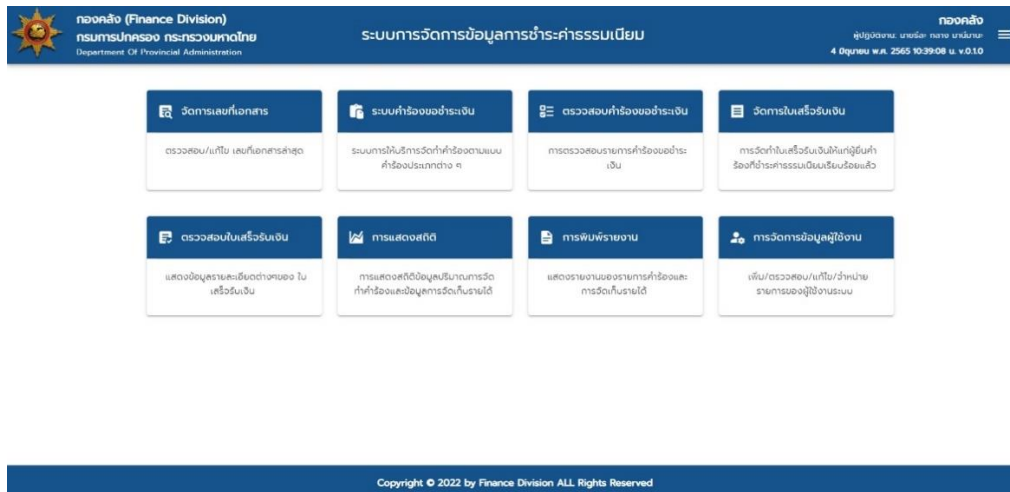 กองคลัง (Finance Division)
กรมการปกครอง กระทรวงมหาดไทย
Department Of Provincial Administration
ระบบการจัดการข้อมูลการชำระค่าธรรมเนียม
กองคลัง
ผู้ปฏิบัติงาน: นายรัสะ กลาง มานีมานะ
4 มิถุนายน พ.ศ. 2565 10:39:08 น. v.0.1.0
จัดการเลขที่เอกสาร
ตรวจสอบ/แก้ไข เลขที่เอกสารล่าสุด
ระบบคำร้องขอชำระเงิน
ระบบการให้บริการจัดทำคำร้องตามแบบ
คำร้องประเภทต่าง ๆ
ตรวจสอบคำร้องขอชำระเงิน
การตรวจสอบรายการคำร้องขอชำระ
เงิน
จัดการใบเสร็จรับเงิน
การจัดทำใบเสร็จรับเงินให้แก่ผู้ยื่นคำ
ร้องที่ชำระค่าธรรมเนียมเรียบร้อยแล้ว
ตรวจสอบใบเสร็จรับเงิน
แสดงข้อมูลรายละเอียดต่างๆของ ใบ
เสร็จรับเงิน
การแสดงสถิติ
การแสดงสถิติข้อมูลปริมาณการจัด
ทำคำร้องและข้อมูลการจัดเก็บรายได้
การพิมพ์รายงาน
แสดงรายงานของรายการคำร้องและ
การจัดเก็บรายได้
การจัดการข้อมูลผู้ใช้งาน
เพิ่ม/ตรวจสอบ/แก้ไข/จำหน่าย
รายการของผู้ใช้งานระบบ
Copyright © 2022 by Finance Division ALL Rights Reserved